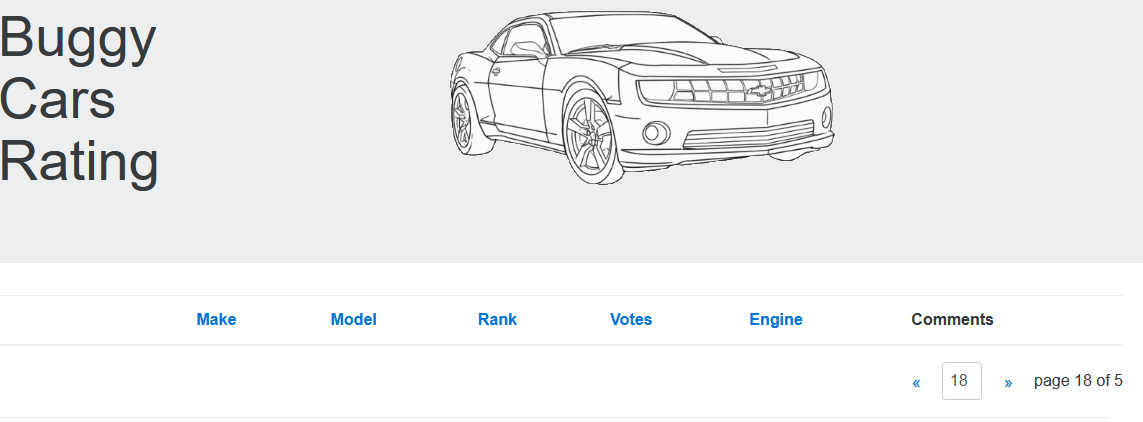 Buggy
Cars
Rating
Make Model Rank Votes Engine Comments
« 18 » page 18 of 5